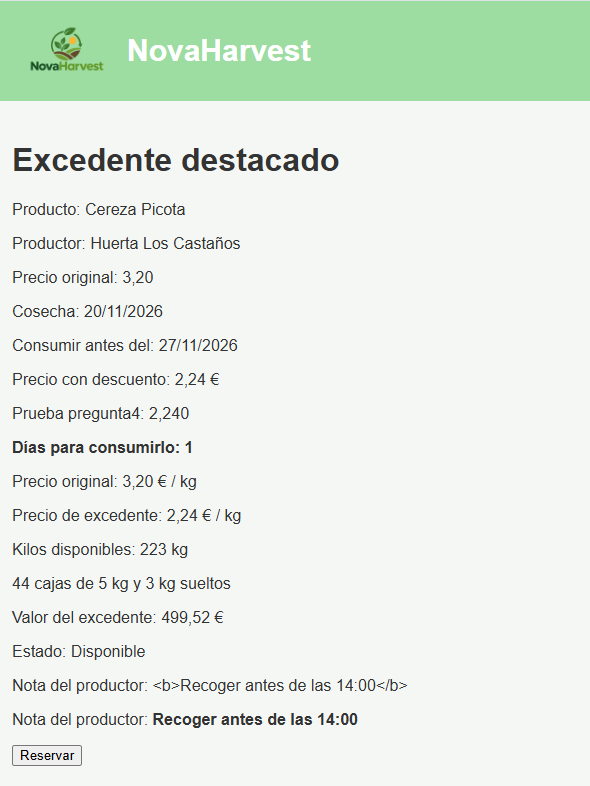 NovaHarvest
NovaHarvest
Excedente destacado
Producto: Cereza Picota
Productor: Huerta Los Castaños
Precio original: 3,20
Cosecha: 20/11/2026
Consumir antes del: 27/11/2026
Precio con descuento: 2,24 €
Prueba pregunta4: 2,240
Días para consumirlo: 1
Precio original: 3,20 € / kg
Precio de excedente: 2,24 € / kg
Kilos disponibles: 223 kg
44 cajas de 5 kg y 3 kg sueltos
Valor del excedente: 499,52 €
Estado: Disponible
Nota del productor: <b>Recoger antes de las 14:00</b>
Nota del productor: Recoger antes de las 14:00
Reservar